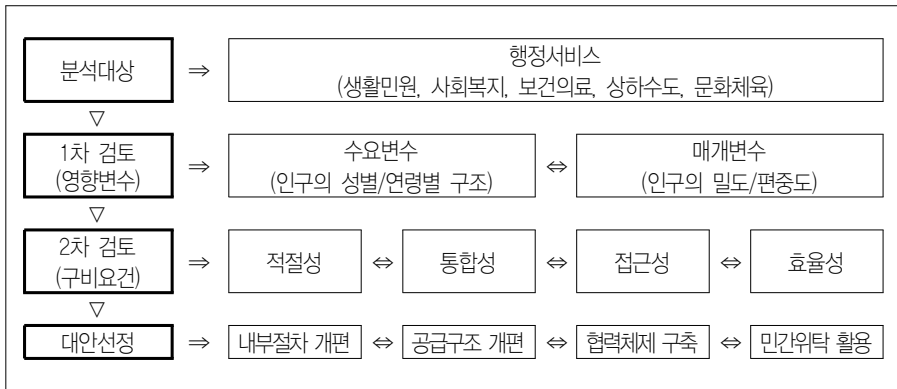 분석대상 ⇒ 행정서비스
(생활민원, 사회복지, 보건의료, 상하수도, 문화체육)
▽
1차 검토 ⇒ 수요변수 ⇔ 매개변수
(영향변수) (인구의 성별/연령별 구조) (인구의 밀도/편중도)
▽
2차 검토 ⇒ 적절성 ⇔ 통합성 ⇔ 접근성 ⇔ 효율성
(구비요건)
▽
대안선정 ⇒ 내부절차 개편 ⇔ 공급구조 개편 ⇔ 협력체제 구축 ⇔ 민간위탁 활용